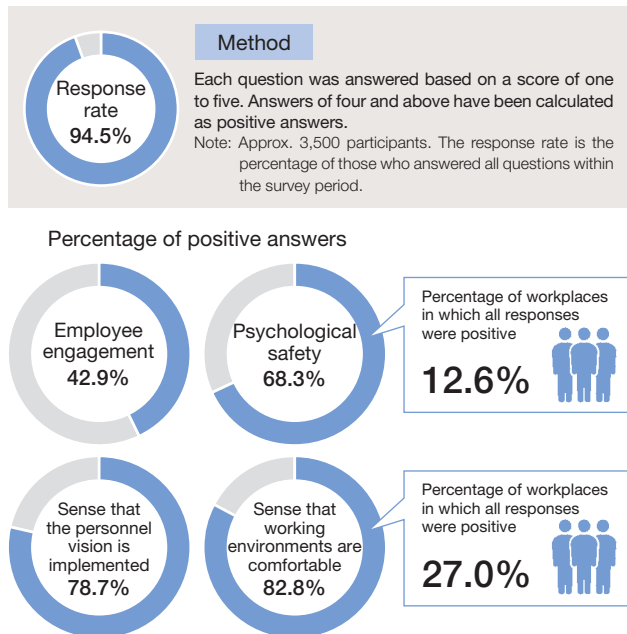 Response
rate
94.5%
Method
Each question was answered based on a score of one
to five. Answers of four and above have been calculated
as positive answers.
Note: Approx. 3,500 participants. The response rate is the
percentage of those who answered all questions within
the survey period.
Percentage of positive answers
Employee
engagement
42.9%
Psychological
safety
68.3%
Percentage of workplaces
in which all responses
were positive
12.6%
Sense that
the personnel
vision is
implemented
78.7%
Sense that
working
environments are
comfortable
82.8%
Percentage of workplaces
in which all responses
were positive
27.0%